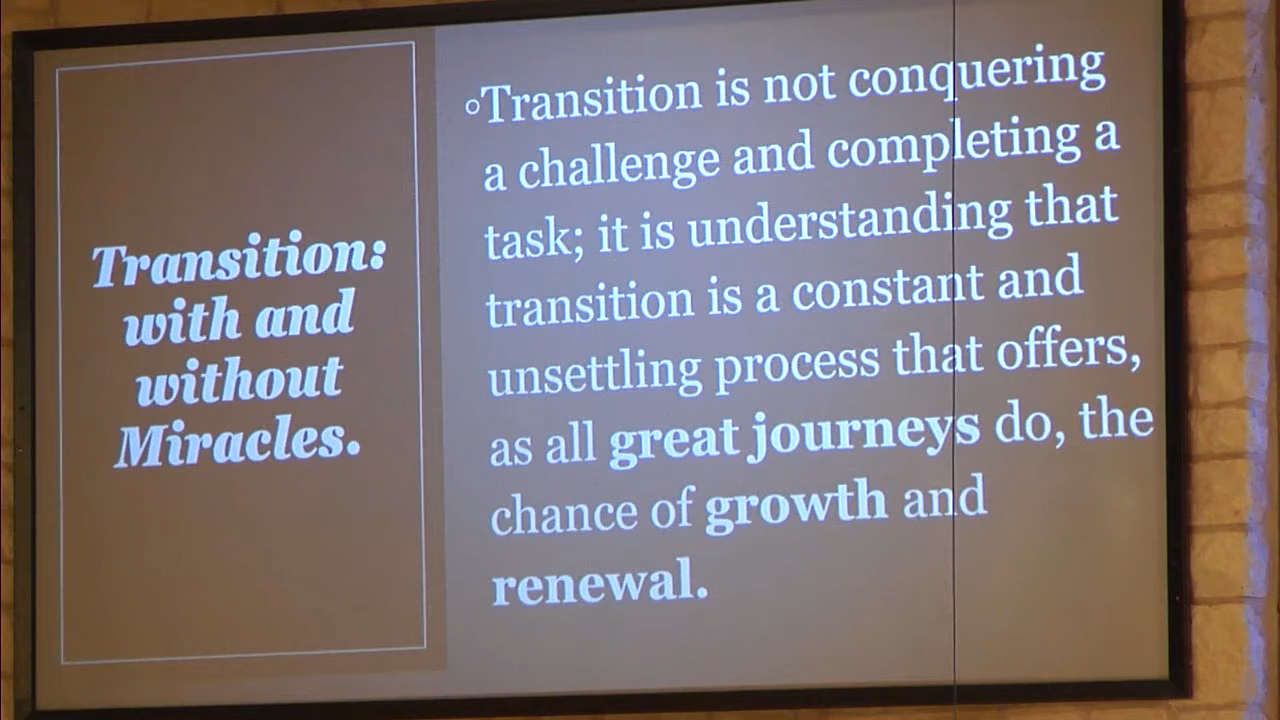 Transition:
with and
without
Miracles.
◦Transition is not conquering
a challenge and completing a
task; it is understanding that
transition is a constant and
unsettling process that offers,
as all great journeys do, the
chance of growth and
renewal.